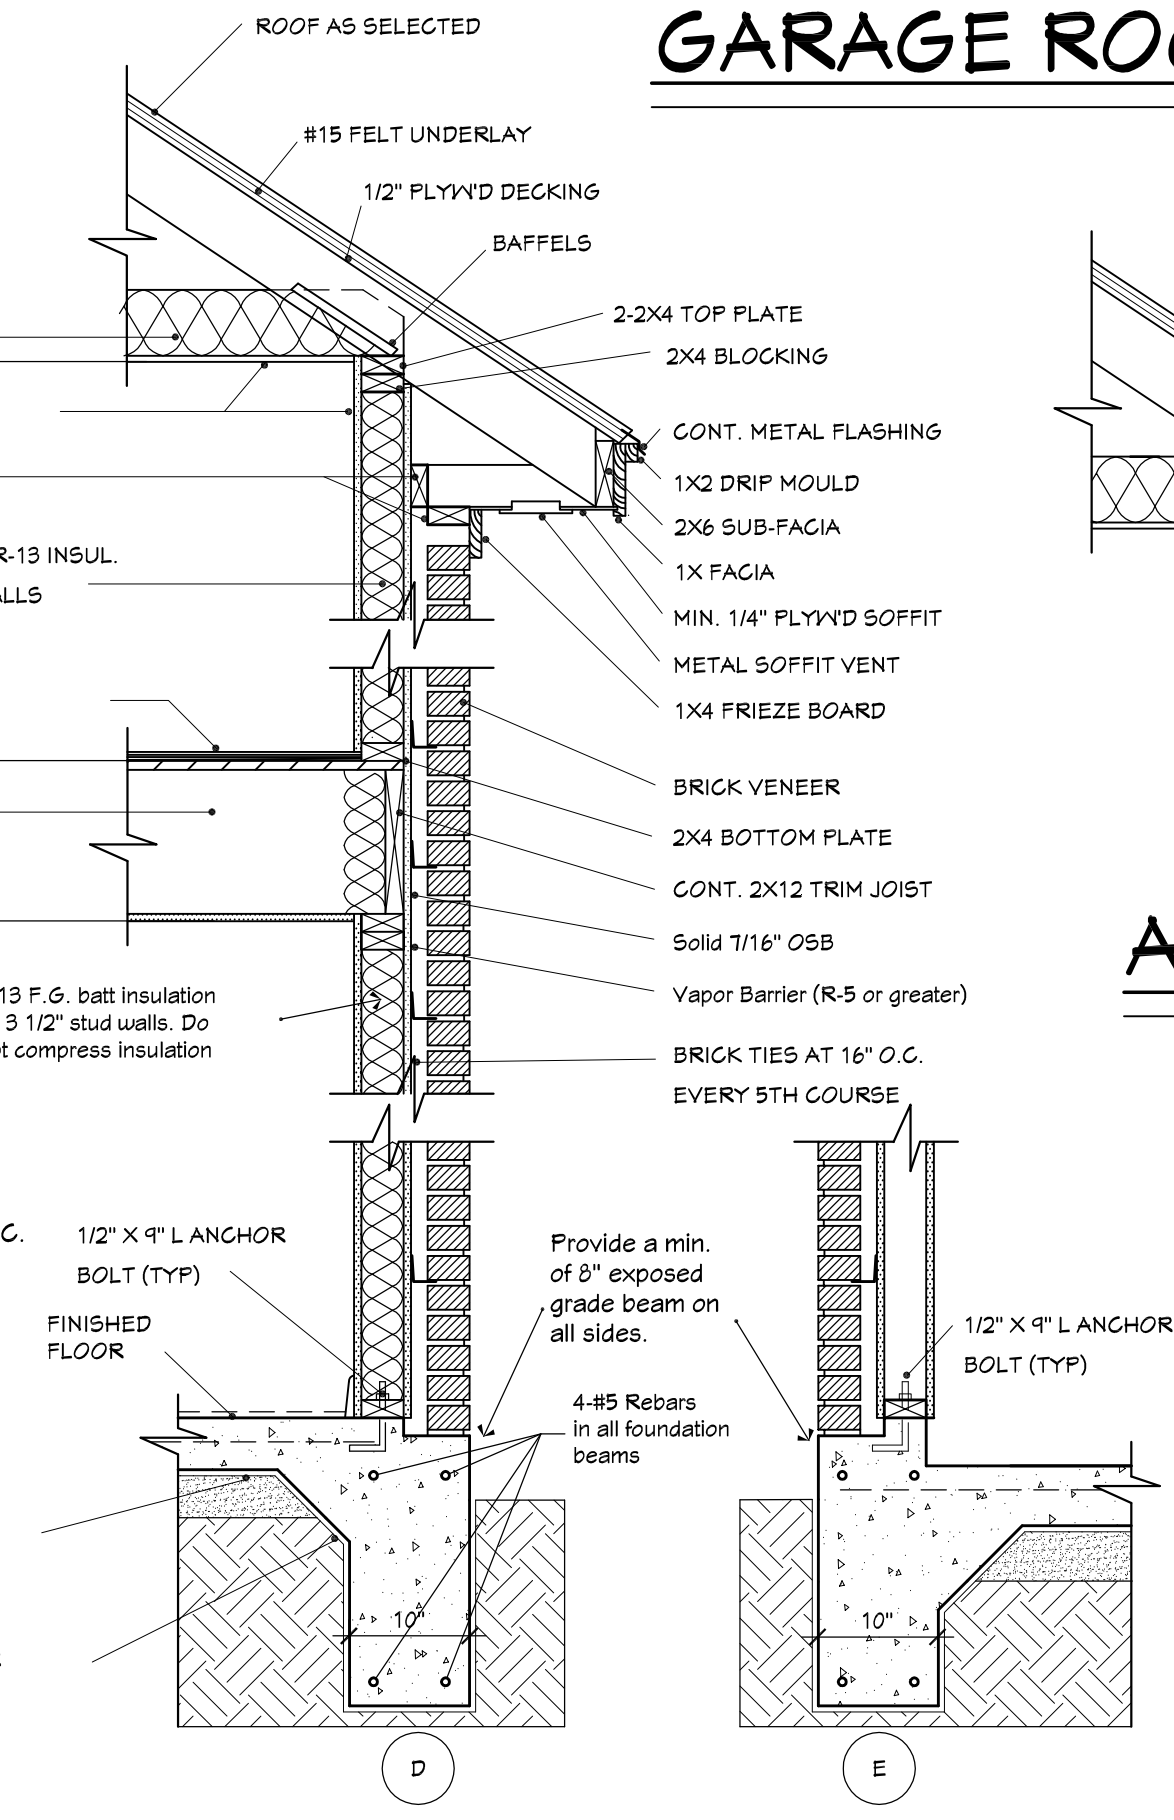 ROOF AS SELECTED
#15 FELT UNDERLAY
1/2" PLYW'D DECKING
BAFFELS
2-2X4 TOP PLATE
2X4 BLOCKING
CONT. METAL FLASHING
1X2 DRIP MOULD
2X6 SUB-FACIA
1X FACIA
MIN. 1/4" PLYW'D SOFFIT
METAL SOFFIT VENT
1X4 FRIEZE BOARD
R-13 INSUL.
BRICK VENEER
2X4 BOTTOM PLATE
CONT. 2X12 TRIM JOIST
Solid 7/16" OSB
Vapor Barrier (R-5 or greater)
BRICK TIES AT 16" O.C.
EVERY 5TH COURSE
13 F.G. batt insulation
3 1/2" stud walls. Do
compress insulation
C.
1/2" X 9" L ANCHOR
BOLT (TYP)
FINISHED
FLOOR
Provide a min.
of 8" exposed
grade beam on
all sides.
4-#5 Rebars
in all foundation
beams
1/2" X 9" L ANCHOR
BOLT (TYP)
10"
10"
D
E
GARAGE